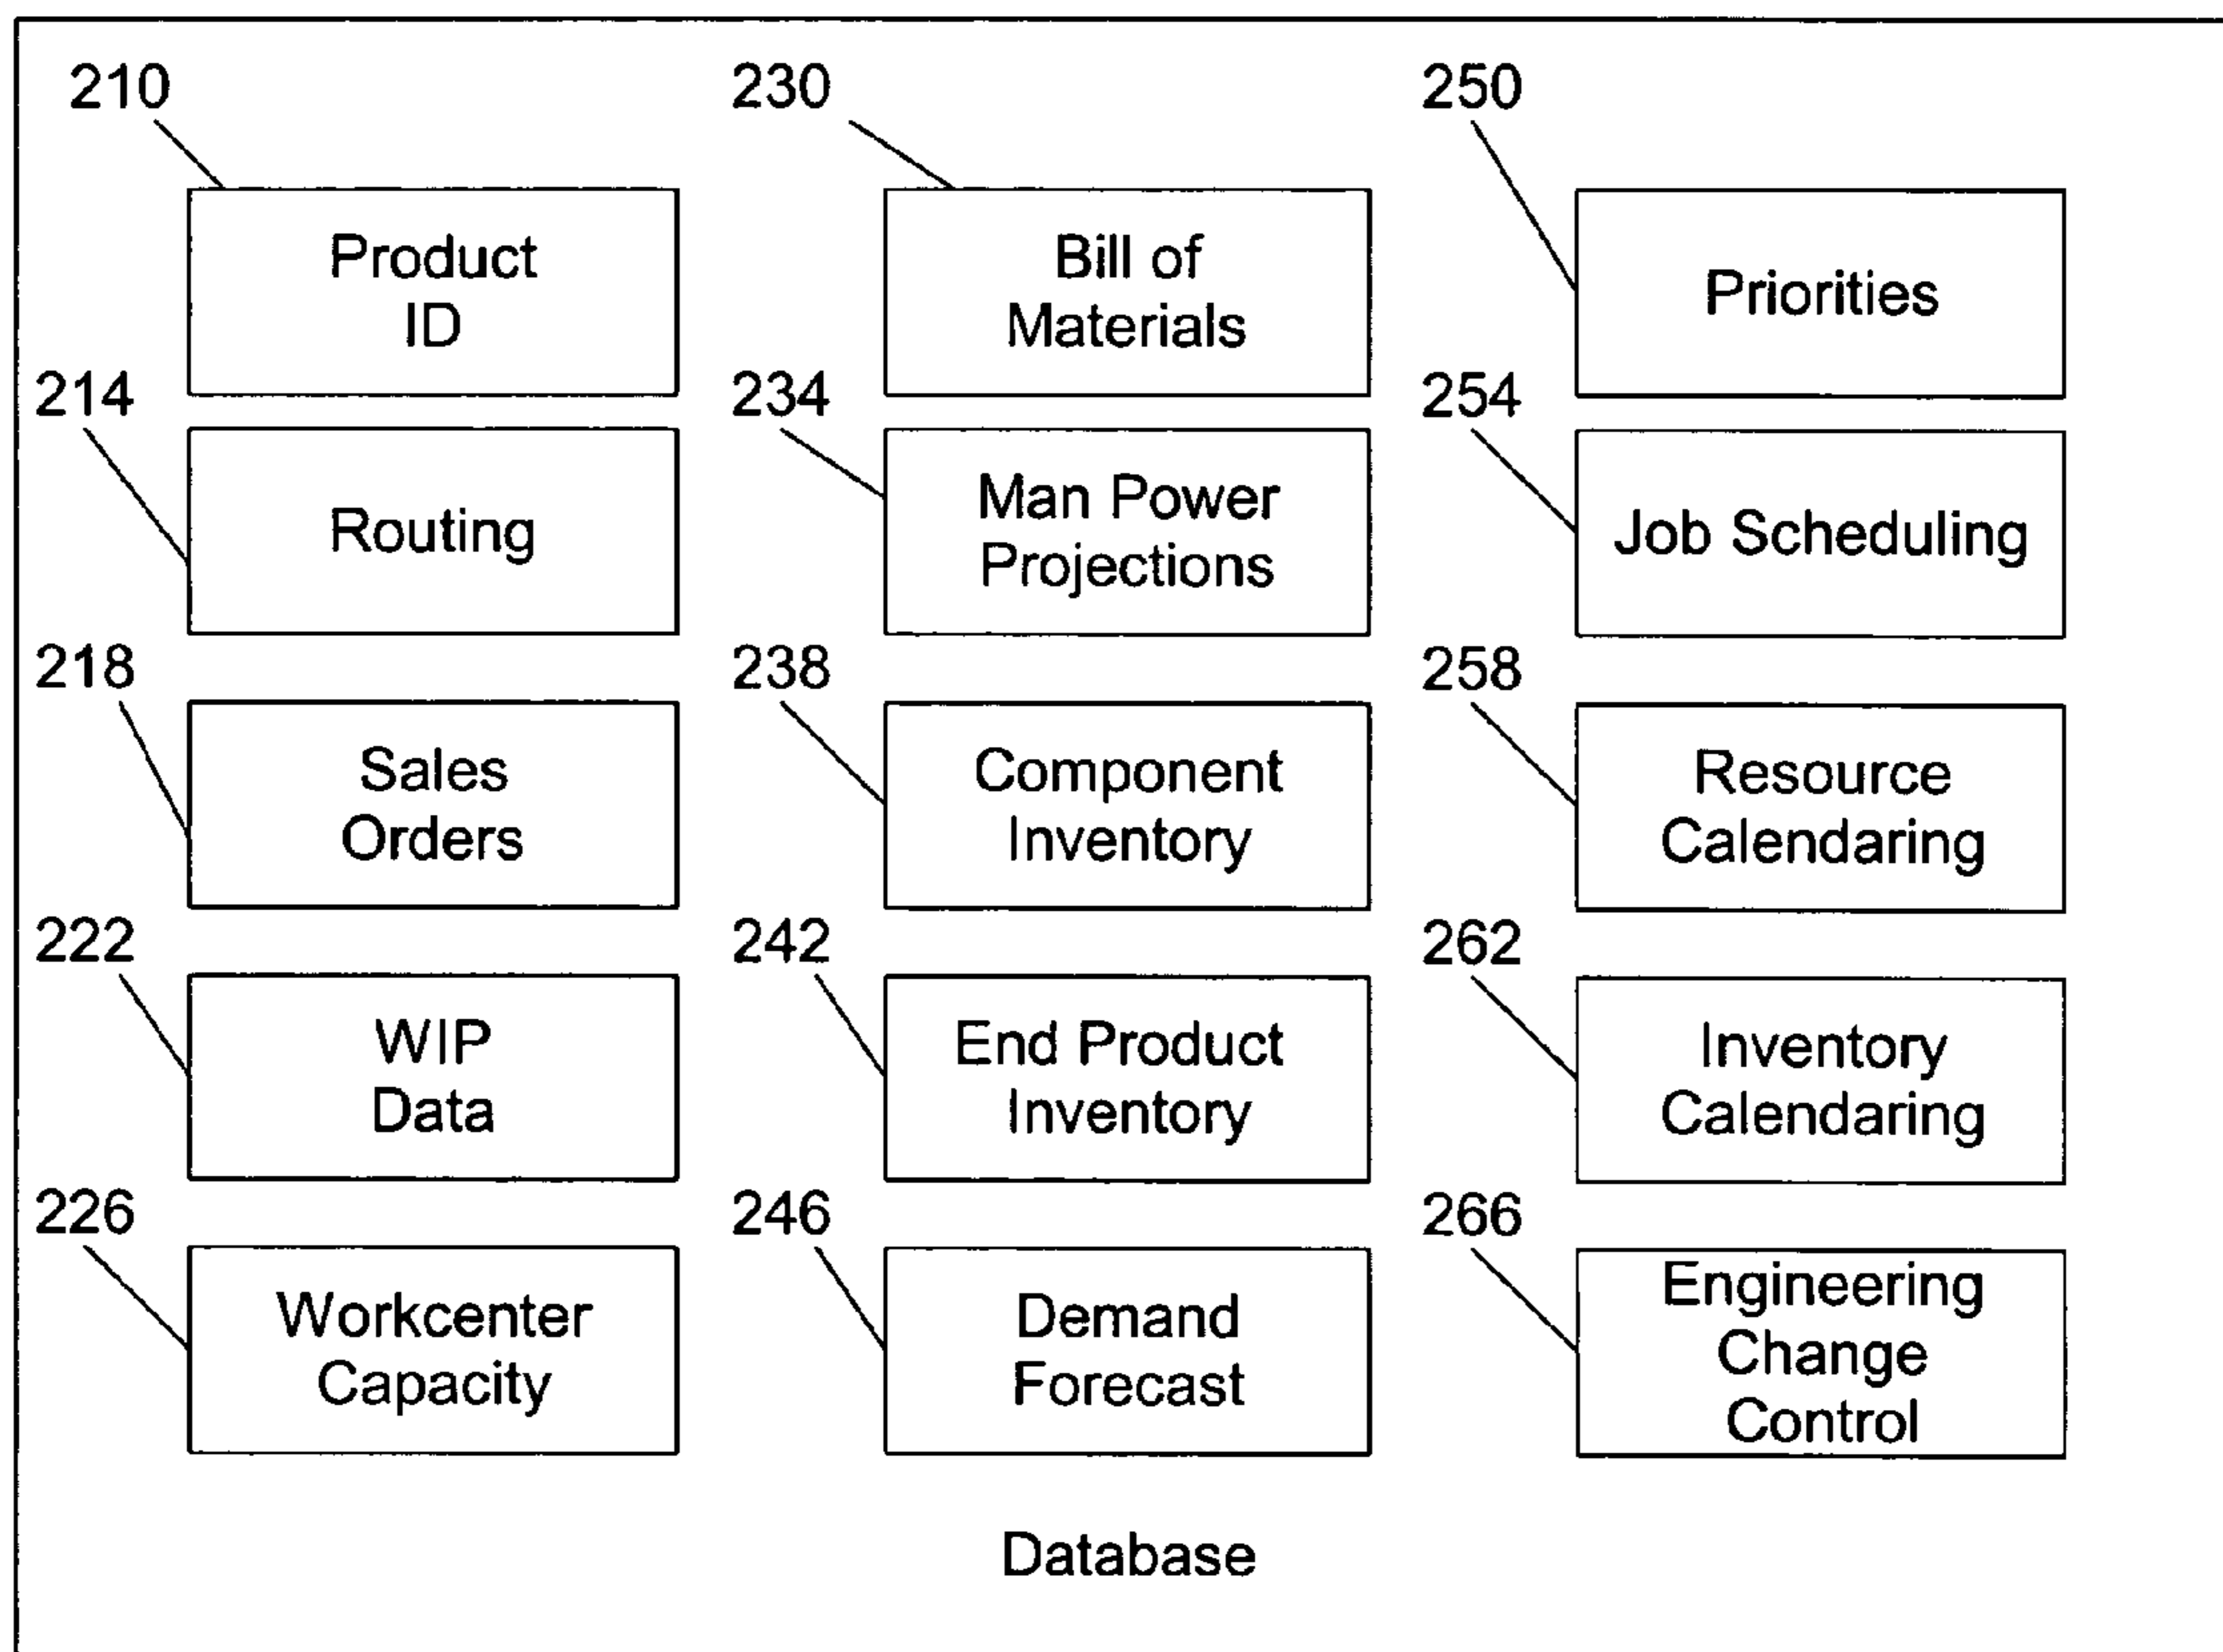 210
230
250
Product
ID
Bill of
Materials
Priorities
214
234
254
Routing
Man Power
Projections
Job Scheduling
218
238
258
Sales
Orders
Component
Inventory
Resource
Calendaring
222
242
262
WIP
Data
End Product
Inventory
Inventory
Calendaring
226
246
266
Workcenter
Capacity
Demand
Forecast
Engineering
Change
Control
Database